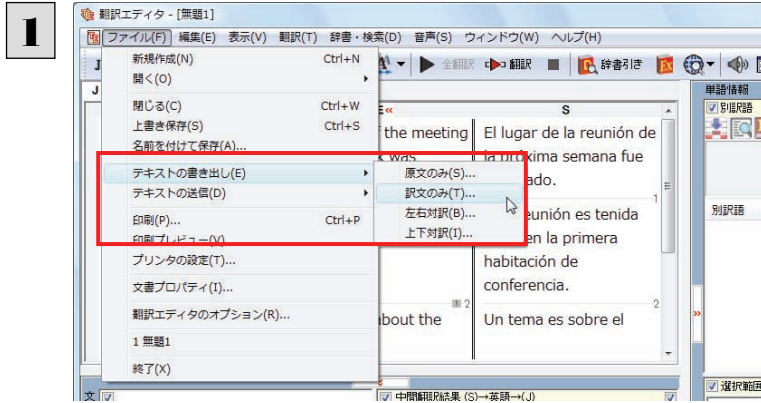 1
翻訳エディタ - [無題1]
ファイル(F) 編集(E) 表示(V) 翻訳(T) 辞書・検索(D) 音声(S) ウィンドウ(W) ヘルプ(H)
新規作成(N) Ctrl+N
開く(O)
全翻訳 翻訳 辞書引き
閉じる(C) Ctrl+W
上書き保存(S) Ctrl+S
名前を付けて保存(A)...
テキストの書き出し(E)
テキストの送信(D)
印刷(P)... Ctrl+P
印刷プレビュー(V)
プリンタの設定(T)...
文書プロパティ(I)...
翻訳エディタのオプション(R)...
1 無題1
終了(X)
原文のみ(S)...
訳文のみ(T)...
左右対訳(B)...
上下対訳(I)...
J
E«
the meeting
was
2
about the
S
El lugar de la reunión de
la próxima semana fue
ado.
1
eunión es tenida
en la primera
habitación de
conferencia.
2
Un tema es sobre el
単語情報
別訳語
別訳語
»
文
中間翻訳結果 (S)→英語→(J)
選択範囲